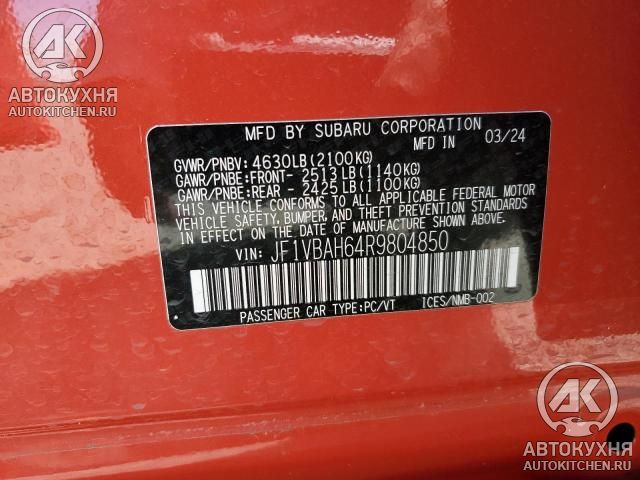 АК
АВТОКУХНЯ
AUTOKITCHEN.RU
MFD BY SUBARU CORPORATION
MFD IN 03/24
GVWR/PNBV: 4630LB(2100KG)
GAWR/PNBE:FRONT- 2513LB(1140KG)
GAWR/PNBE:REAR - 2425LB(1100KG)
THIS VEHICLE CONFORMS TO ALL APPLICABLE FEDERAL MOTOR
VEHICLE SAFETY, BUMPER, AND THEFT PREVENTION STANDARDS
IN EFFECT ON THE DATE OF MANUFACTURE SHOWN ABOVE.
VIN: JF1VBAH64R9804850
PASSENGER CAR TYPE:PC/VT ICES/NMB-002
АК
АВТОКУХНЯ
AUTOKITCHEN.RU